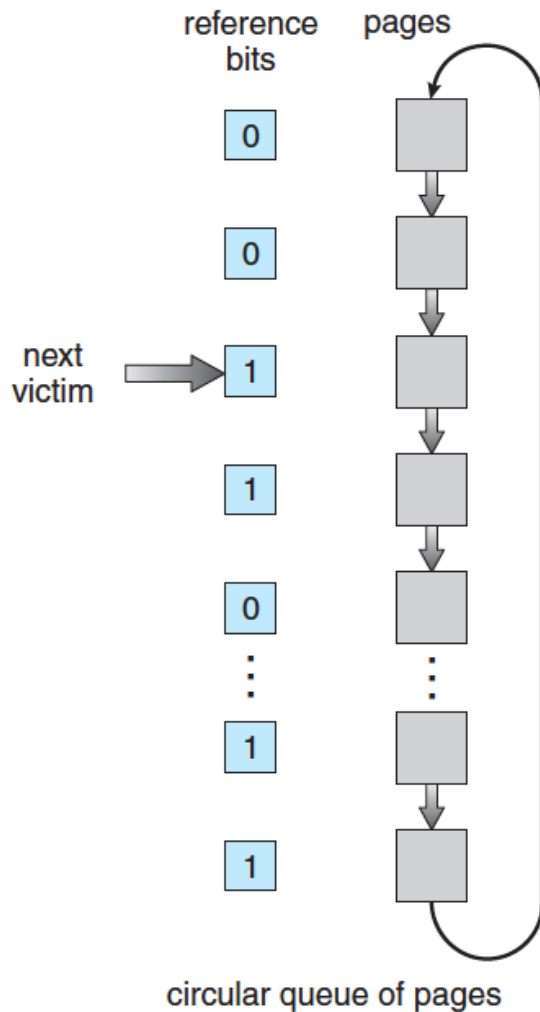 reference
bits
pages
0
0
next
victim
1
1
0
1
1
circular queue of pages